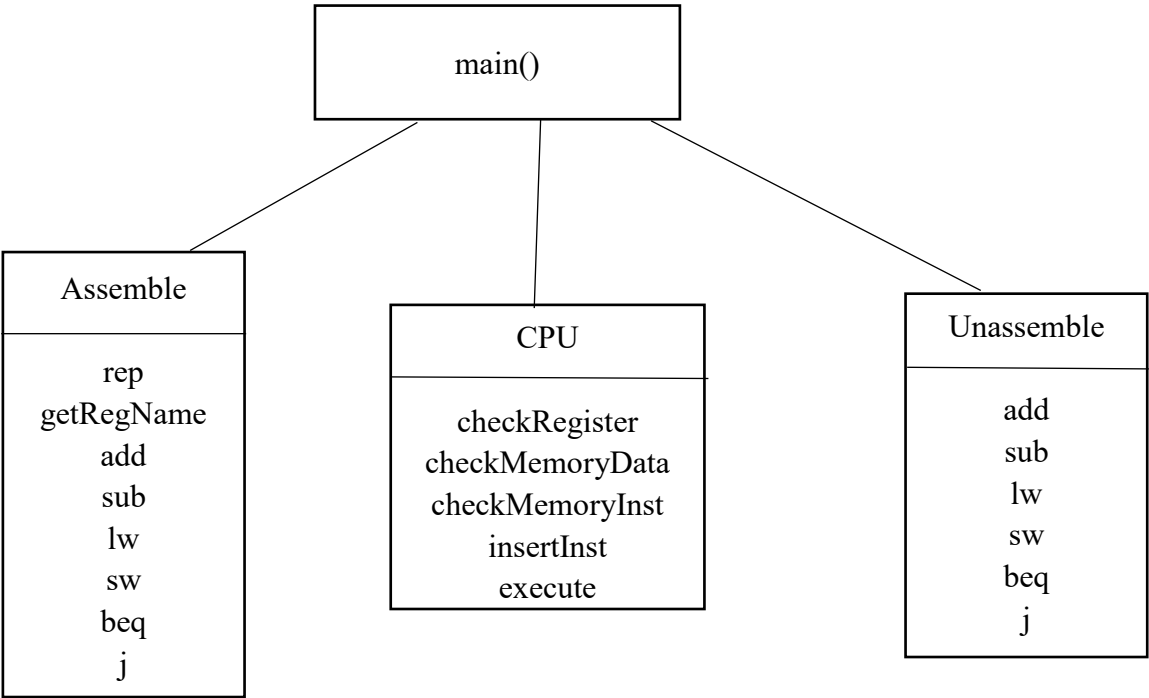 main()
Assemble
rep
getRegName
add
sub
lw
sw
beq
j
CPU
checkRegister
checkMemoryData
checkMemoryInst
insertInst
execute
Unassemble
add
sub
lw
sw
beq
j